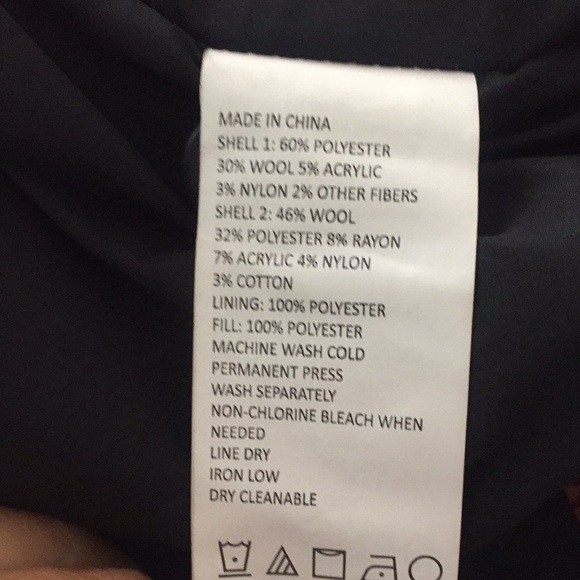 MADE IN CHINA
SHELL 1: 60% POLYESTER
30% WOOL 5% ACRYLIC
3% NYLON 2% OTHER FIBERS
SHELL 2: 46% WOOL
32% POLYESTER 8% RAYON
7% ACRYLIC 4% NYLON
3% COTTON
LINING: 100% POLYESTER
FILL: 100% POLYESTER
MACHINE WASH COLD
PERMANENT PRESS
WASH SEPARATELY
NON-CHLORINE BLEACH WHEN
NEEDED
LINE DRY
IRON LOW
DRY CLEANABLE